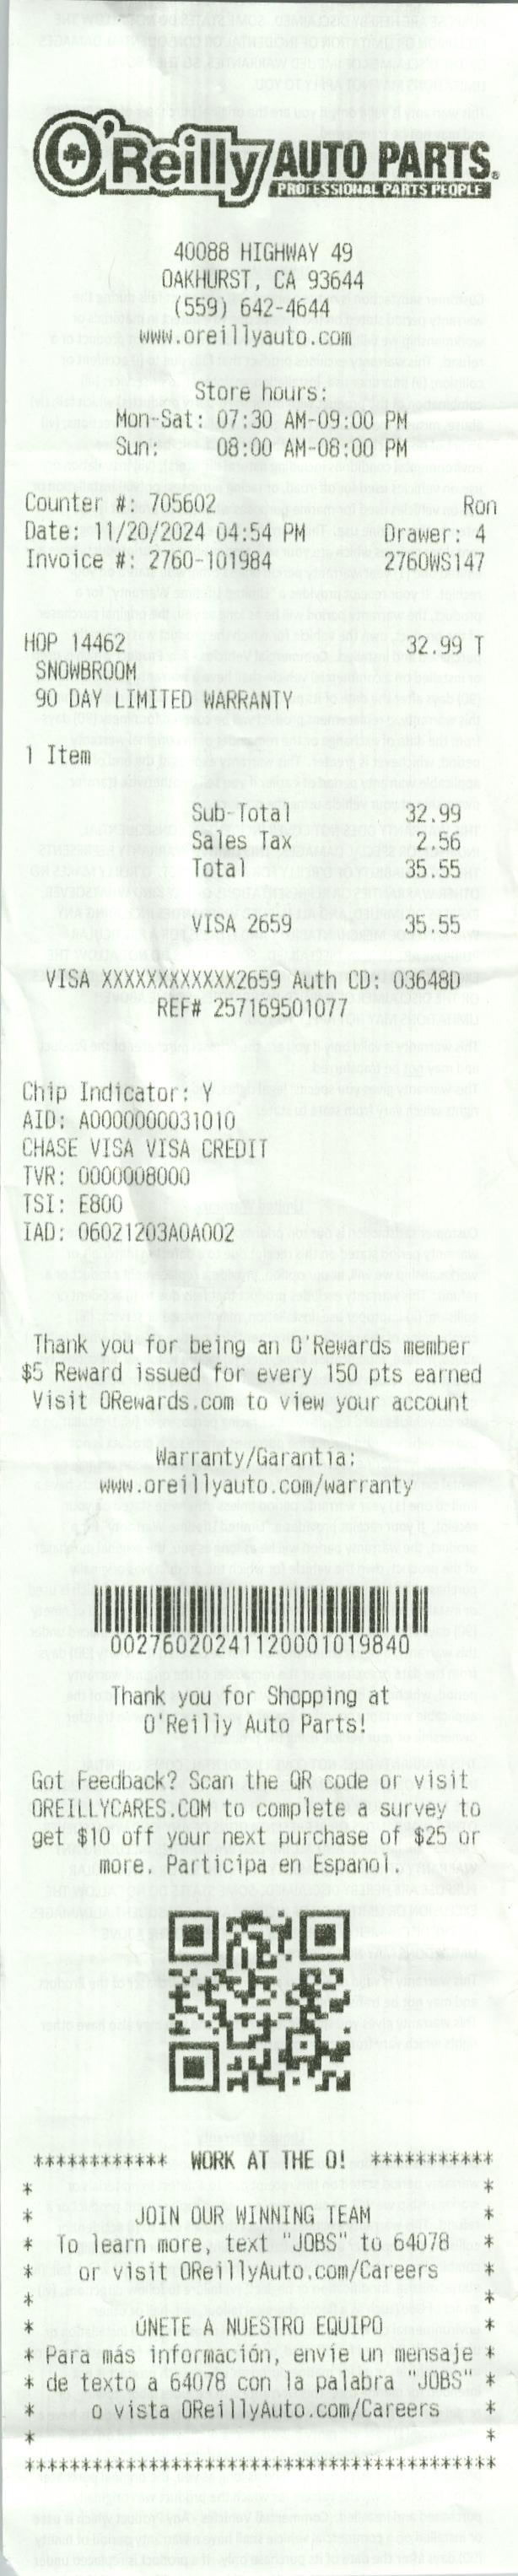 O'Reilly AUTO PARTS.
PROFESSIONAL PARTS PEOPLE
40088 HIGHWAY 49
OAKHURST, CA 93644
(559) 642-4644
www.oreillyauto.com
Store hours:
Mon-Sat: 07:30 AM-09:00 PM
Sun: 08:00 AM-08:00 PM
Counter #: 705602 Ron
Date: 11/20/2024 04:54 PM Drawer: 4
Invoice #: 2760-101984 2760WS147
HOP 14462 32.99 T
SNOWBROOM
90 DAY LIMITED WARRANTY
1 Item
Sub-Total 32.99
Sales Tax 2.56
Total 35.55
VISA 2659 35.55
VISA XXXXXXXXXXXX2659 Auth CD: 03648D
REF# 257169501077
Chip Indicator: Y
AID: A0000000031010
CHASE VISA VISA CREDIT
TVR: 0000008000
TSI: E800
IAD: 06021203A0A002
Thank you for being an O'Rewards member
$5 Reward issued for every 150 pts earned
Visit ORewards.com to view your account
Warranty/Garantia:
www.oreillyauto.com/warranty
002760202411200001019840
Thank you for Shopping at
O'Reilly Auto Parts!
Got Feedback? Scan the QR code or visit
OREILLYCARES.COM to complete a survey to
get $10 off your next purchase of $25 or
more. Participa en Espanol.
************ WORK AT THE O! ***********
* *
* JOIN OUR WINNING TEAM *
* To learn more, text "JOBS" to 64078 *
* or visit OReillyAuto.com/Careers *
* *
* ÚNETE A NUESTRO EQUIPO *
* Para más información, envíe un mensaje *
* de texto a 64078 con la palabra "JOBS" *
* o vista OReillyAuto.com/Careers *
* *
******************************************